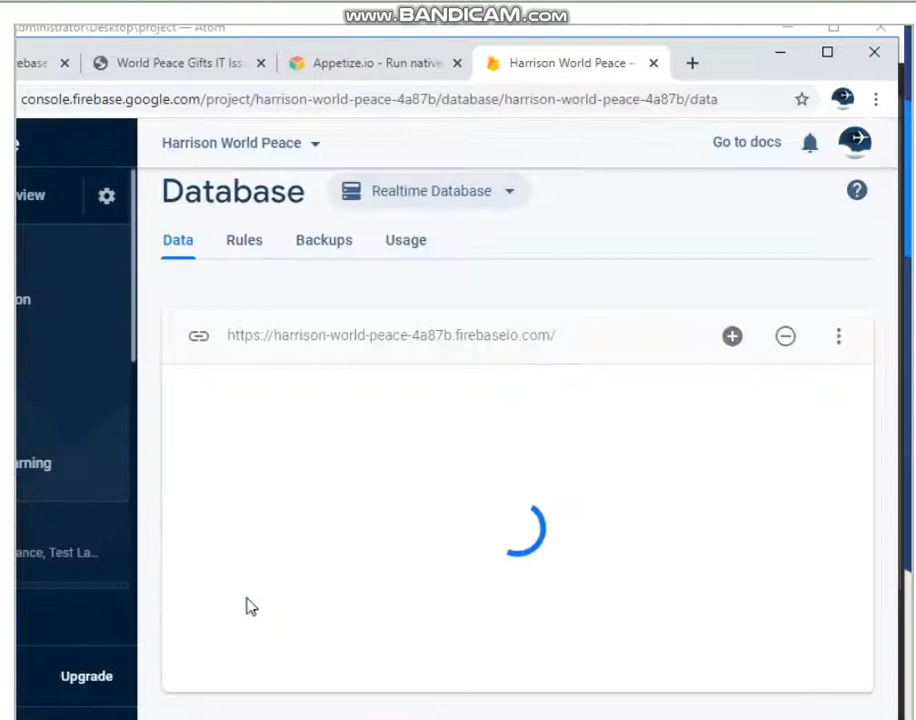 www.BANDICAM.com
dministrator\Desktop\project — Atom
ebase
World Peace Gifts IT Iss
Appetize.io - Run native
Harrison World Peace -
console.firebase.google.com/project/harrison-world-peace-4a87b/database/harrison-world-peace-4a87b/data
e
Harrison World Peace
Go to docs
view
Database
Realtime Database
Data
Rules
Backups
Usage
on
https://harrison-world-peace-4a87b.firebaseio.com/
arning
ance, Test La...
Upgrade